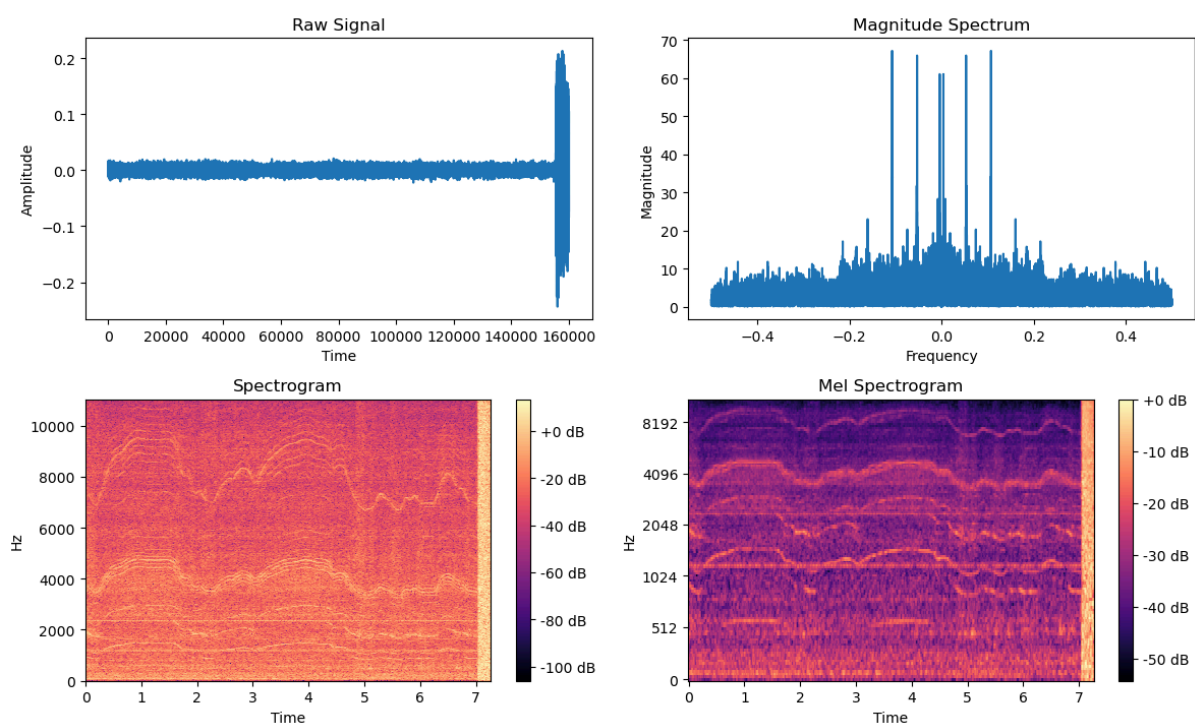 Raw Signal
Amplitude
0.2
0.1
0.0
−0.1
−0.2
0 20000 40000 60000 80000 100000 120000 140000 160000
Time
Magnitude Spectrum
Magnitude
70
60
50
40
30
20
10
0
−0.4 −0.2 0.0 0.2 0.4
Frequency
Spectrogram
Hz
10000
8000
6000
4000
2000
0
0 1 2 3 4 5 6 7
Time
+0 dB
-20 dB
-40 dB
-60 dB
-80 dB
-100 dB
Mel Spectrogram
Hz
8192
4096
2048
1024
512
0
0 1 2 3 4 5 6 7
Time
+0 dB
-10 dB
-20 dB
-30 dB
-40 dB
-50 dB